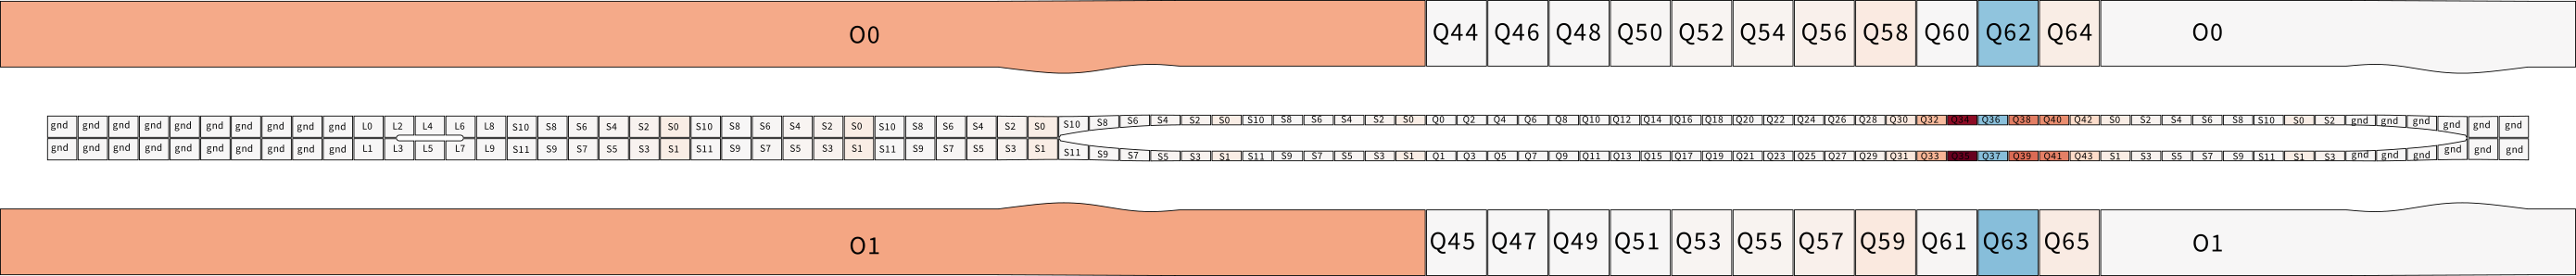 O0 Q44 Q46 Q48 Q50 Q52 Q54 Q56 Q58 Q60 Q62 Q64 O0
gnd gnd gnd gnd gnd gnd gnd gnd gnd gnd L0 L2 L4 L6 L8 S10 S8 S6 S4 S2 S0 S10 S8 S6 S4 S2 S0 S10 S8 S6 S4 S2 S0 S10 S8 S6 S4 S2 S0 S10 S8 S6 S4 S2 S0 Q0 Q2 Q4 Q6 Q8 Q10 Q12 Q14 Q16 Q18 Q20 Q22 Q24 Q26 Q28 Q30 Q32 Q34 Q36 Q38 Q40 Q42 S0 S2 S4 S6 S8 S10 S0 S2 gnd gnd gnd gnd gnd gnd
gnd gnd gnd gnd gnd gnd gnd gnd gnd gnd L1 L3 L5 L7 L9 S11 S9 S7 S5 S3 S1 S11 S9 S7 S5 S3 S1 S11 S9 S7 S5 S3 S1 S11 S9 S7 S5 S3 S1 S11 S9 S7 S5 S3 S1 Q1 Q3 Q5 Q7 Q9 Q11 Q13 Q15 Q17 Q19 Q21 Q23 Q25 Q27 Q29 Q31 Q33 Q35 Q37 Q39 Q41 Q43 S1 S3 S5 S7 S9 S11 S1 S3 gnd gnd gnd gnd gnd gnd
O1 Q45 Q47 Q49 Q51 Q53 Q55 Q57 Q59 Q61 Q63 Q65 O1